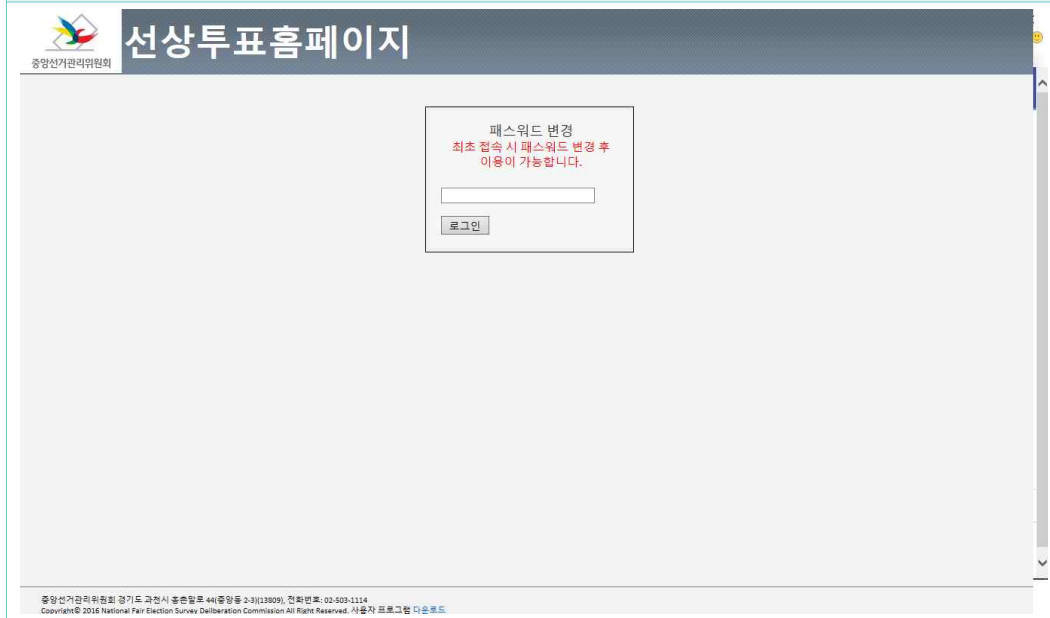 중앙선거관리위원회
선상투표홈페이지
패스워드 변경
최초 접속 시 패스워드 변경 후
이용이 가능합니다.
로그인
중앙선거관리위원회 경기도 과천시 홍촌말로 44(중앙동 2-3)(13809), 전화번호: 02-503-1114
Copyright© 2016 National Fair Election Survey Deliberation Commission All Right Reserved. 사용자 프로그램 다운로드